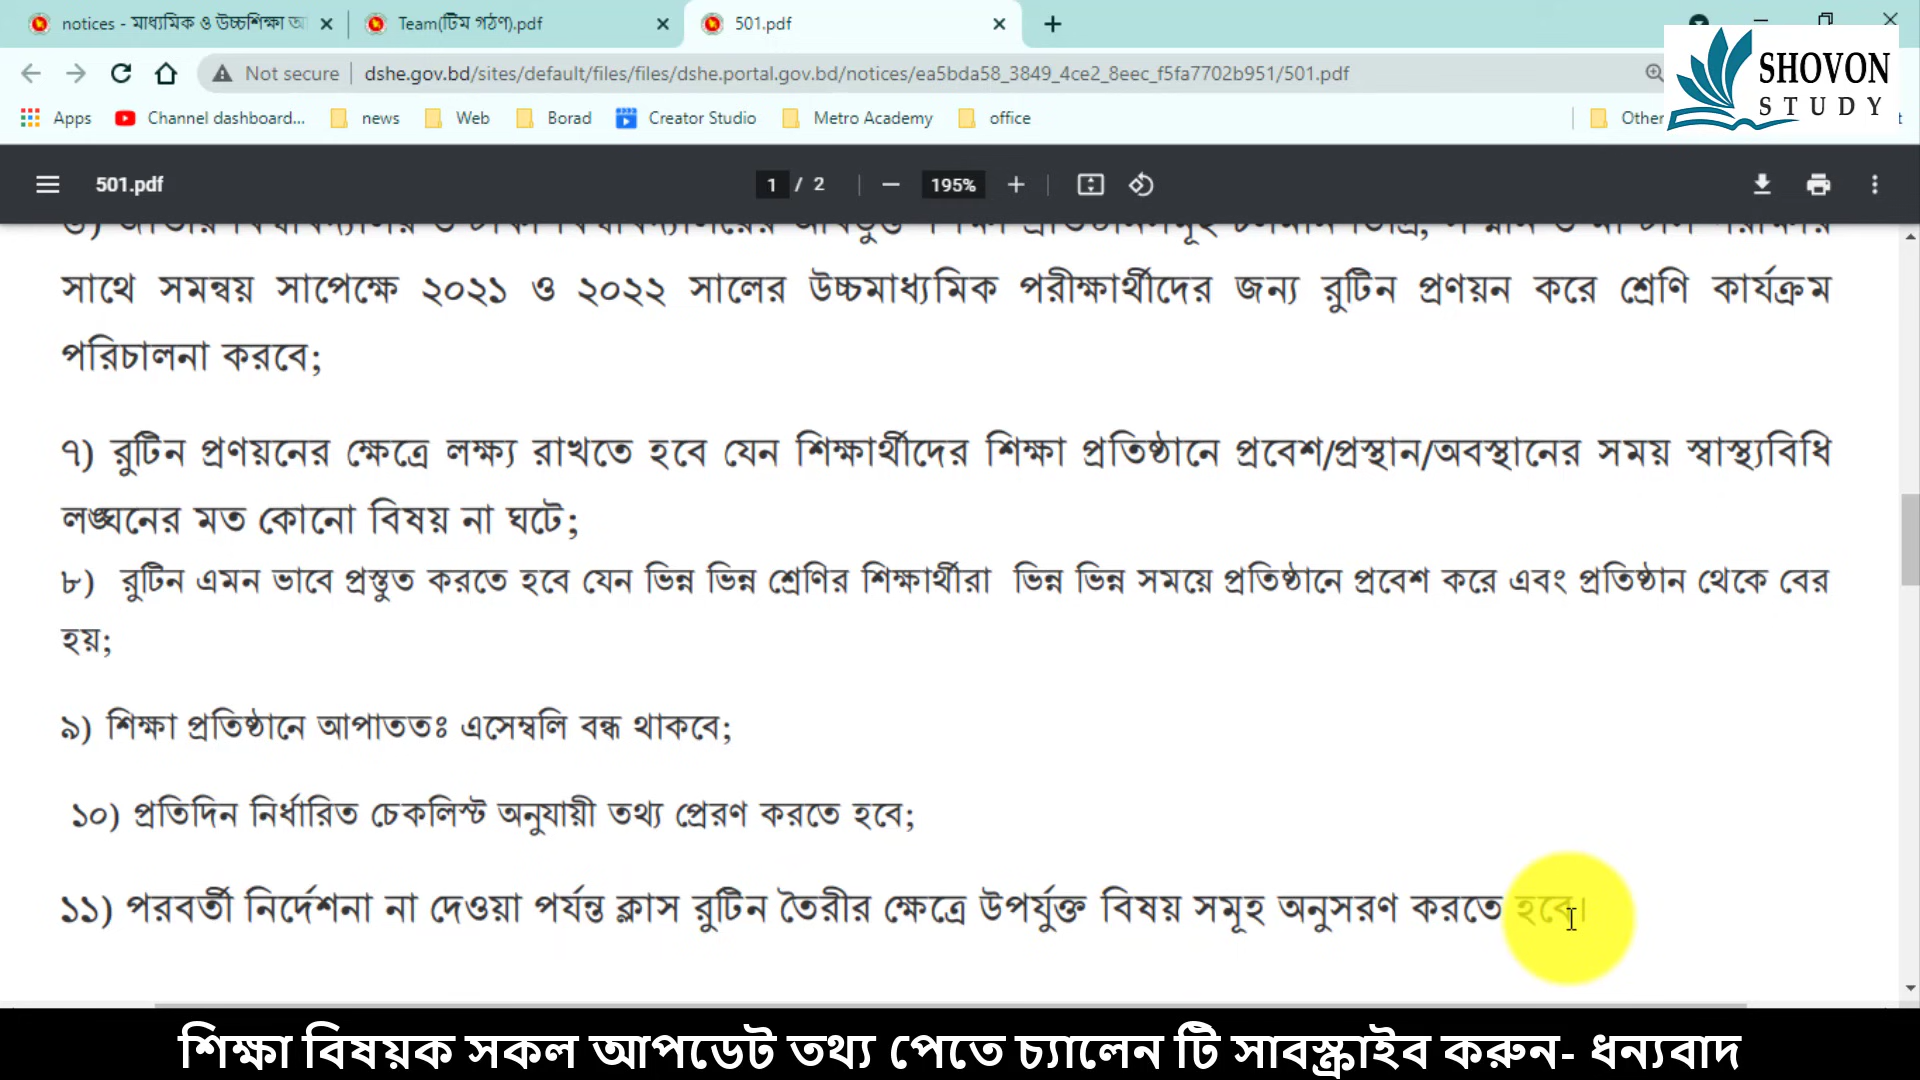 notices - মাধ্যমিক ও উচ্চশিক্ষা অ
Team(টিম গঠণ).pdf
501.pdf
Not secure
dshe.gov.bd/sites/default/files/files/dshe.portal.gov.bd/notices/ea5bda58_3849_4ce2_8eec_f5fa7702b951/501.pdf
SHOVON
STUDY
Apps
Channel dashboard...
news
Web
Borad
Creator Studio
Metro Academy
office
Other
501.pdf
1 / 2
195%
সাথে সমন্বয় সাপেক্ষে ২০২১ ও ২০২২ সালের উচ্চমাধ্যমিক পরীক্ষার্থীদের জন্য রুটিন প্রণয়ন করে শ্রেণি কার্যক্রম
পরিচালনা করবে;
৭) রুটিন প্রণয়নের ক্ষেত্রে লক্ষ্য রাখতে হবে যেন শিক্ষার্থীদের শিক্ষা প্রতিষ্ঠানে প্রবেশ/প্রস্থান/অবস্থানের সময় স্বাস্থ্যবিধি
লঙ্ঘনের মত কোনো বিষয় না ঘটে;
৮) রুটিন এমন ভাবে প্রস্তুত করতে হবে যেন ভিন্ন ভিন্ন শ্রেণির শিক্ষার্থীরা ভিন্ন ভিন্ন সময়ে প্রতিষ্ঠানে প্রবেশ করে এবং প্রতিষ্ঠান থেকে বের
হয়;
৯) শিক্ষা প্রতিষ্ঠানে আপাততঃ এসেম্বলি বন্ধ থাকবে;
১০) প্রতিদিন নির্ধারিত চেকলিস্ট অনুযায়ী তথ্য প্রেরণ করতে হবে;
১১) পরবর্তী নির্দেশনা না দেওয়া পর্যন্ত ক্লাস রুটিন তৈরীর ক্ষেত্রে উপর্যুক্ত বিষয় সমূহ অনুসরণ করতে হবে।
শিক্ষা বিষয়ক সকল আপডেট তথ্য পেতে চ্যালেন টি সাবস্ক্রাইব করুন- ধন্যবাদ